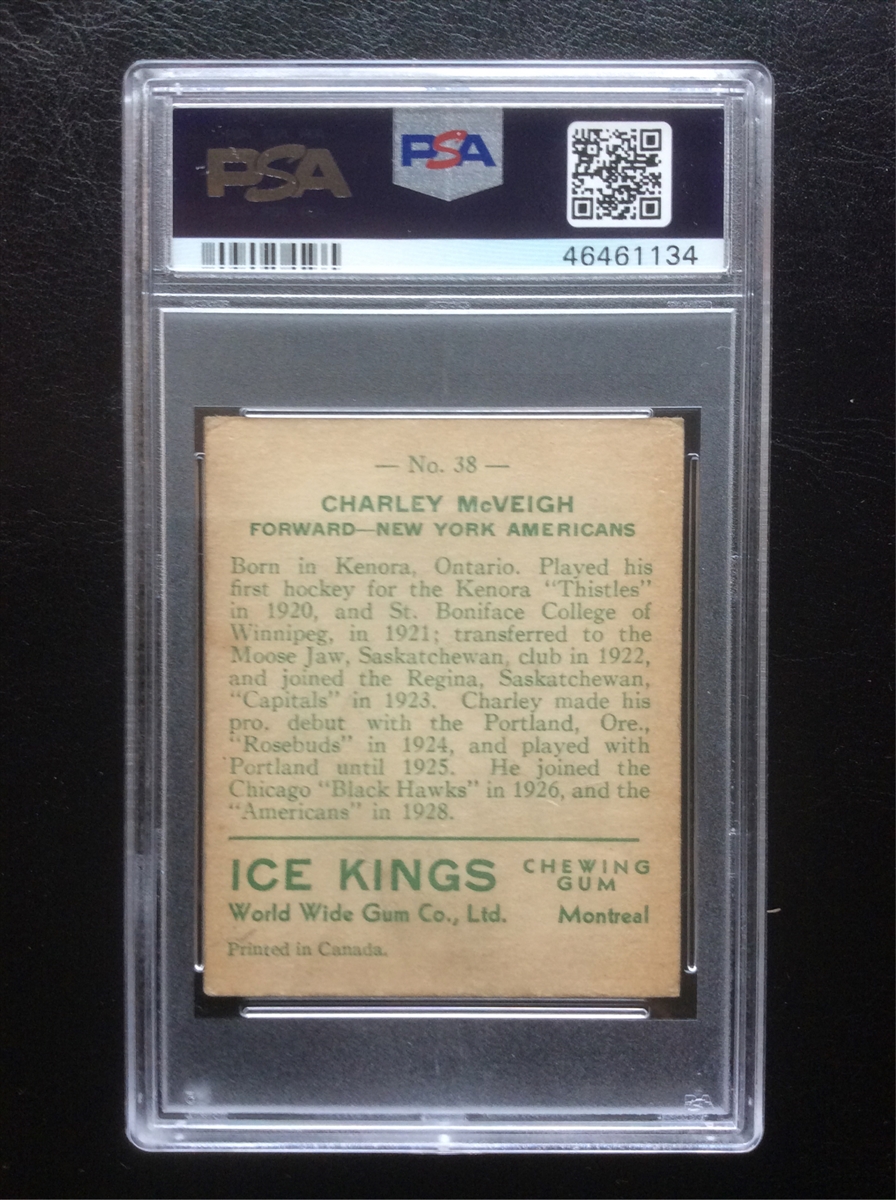 PSA
PSA
46461134
— No. 38 —
CHARLEY McVEIGH
FORWARD—NEW YORK AMERICANS
Born in Kenora, Ontario. Played his
first hockey for the Kenora "Thistles"
in 1920, and St. Boniface College of
Winnipeg, in 1921; transferred to the
Moose Jaw, Saskatchewan, club in 1922,
and joined the Regina, Saskatchewan,
"Capitals" in 1923. Charley made his
pro. debut with the Portland, Ore.,
"Rosebuds" in 1924, and played with
Portland until 1925. He joined the
Chicago "Black Hawks" in 1926, and the
"Americans" in 1928.
ICE KINGS CHEWING GUM
World Wide Gum Co., Ltd. Montreal
Printed in Canada.
PSA